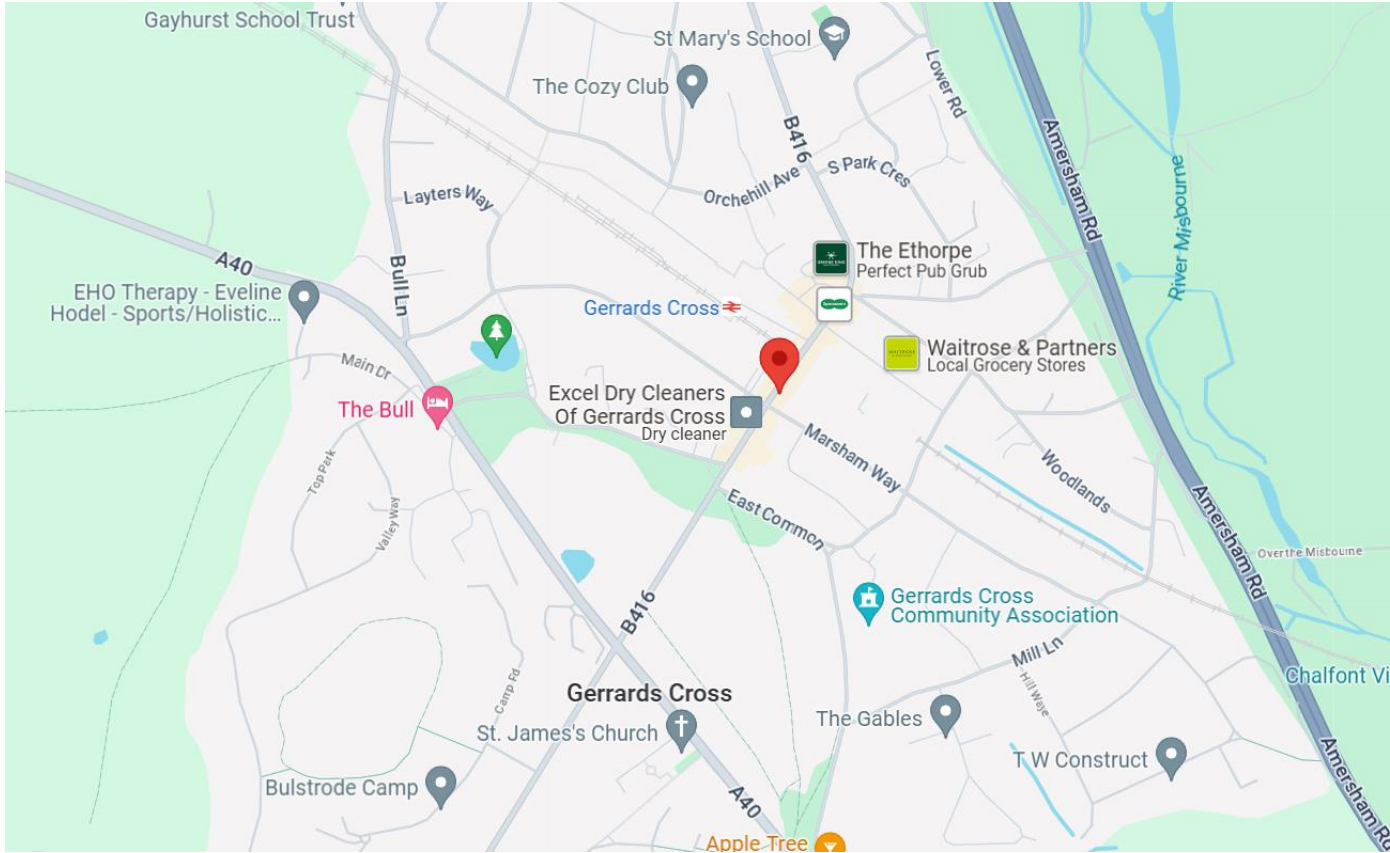 Gayhurst School Trust
St Mary's School
The Cozy Club
Lower Rd
B416
Amersham Rd
River Misbourne
Orchehill Ave
S Park Cres
Layters Way
A40
Bull Ln
The Ethorpe
Perfect Pub Grub
EHO Therapy - Eveline
Hodel - Sports/Holistic...
Gerrards Cross
Waitrose & Partners
Local Grocery Stores
Main Dr
The Bull
Excel Dry Cleaners
Of Gerrards Cross
Dry cleaner
Marsham Way
Woodlands
Top Park
Valley Way
East Common
Amersham Rd
Over the Misbourne
Gerrards Cross
Community Association
B416
Mill Ln
Hill Waye
Chalfont Vi
Camp Rd
Gerrards Cross
St. James's Church
The Gables
T W Construct
Bulstrode Camp
A40
Amersham Rd
Apple Tree